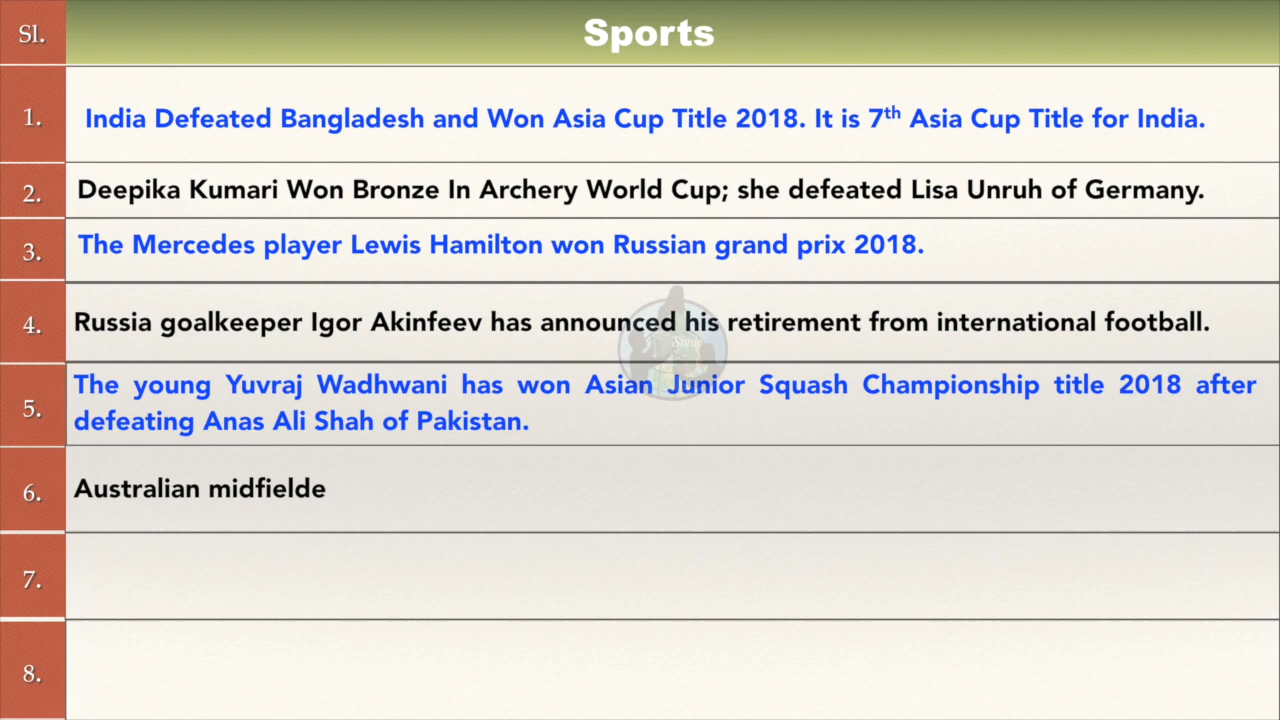 Sl. Sports
1. India Defeated Bangladesh and Won Asia Cup Title 2018. It is 7th Asia Cup Title for India.
2. Deepika Kumari Won Bronze In Archery World Cup; she defeated Lisa Unruh of Germany.
3. The Mercedes player Lewis Hamilton won Russian grand prix 2018.
4. Russia goalkeeper Igor Akinfeev has announced his retirement from international football.
5. The young Yuvraj Wadhwani has won Asian Junior Squash Championship title 2018 after
defeating Anas Ali Shah of Pakistan.
6. Australian midfielde
7.
8.